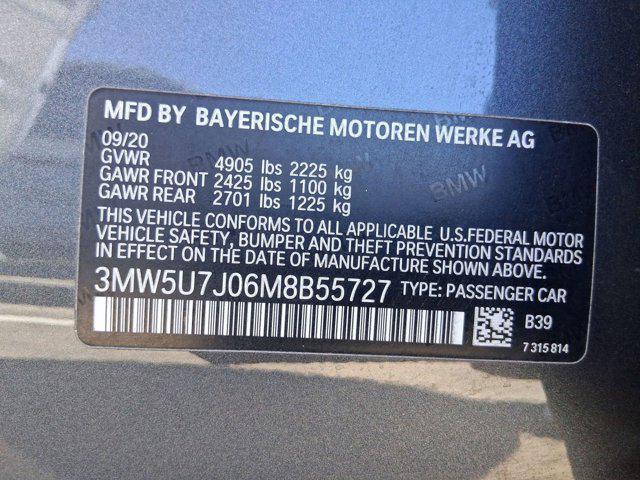 MFD BY BAYERISCHE MOTOREN WERKE AG
09/20
GVWR 4905 lbs 2225 kg
GAWR FRONT 2425 lbs 1100 kg
GAWR REAR 2701 lbs 1225 kg
THIS VEHICLE CONFORMS TO ALL APPLICABLE U.S.FEDERAL MOTOR
VEHICLE SAFETY, BUMPER AND THEFT PREVENTION STANDARDS
IN EFFECT ON THE DATE OF MANUFACTURE SHOWN ABOVE.
3MW5U7J06M8B55727 TYPE: PASSENGER CAR
B39
7 315 814